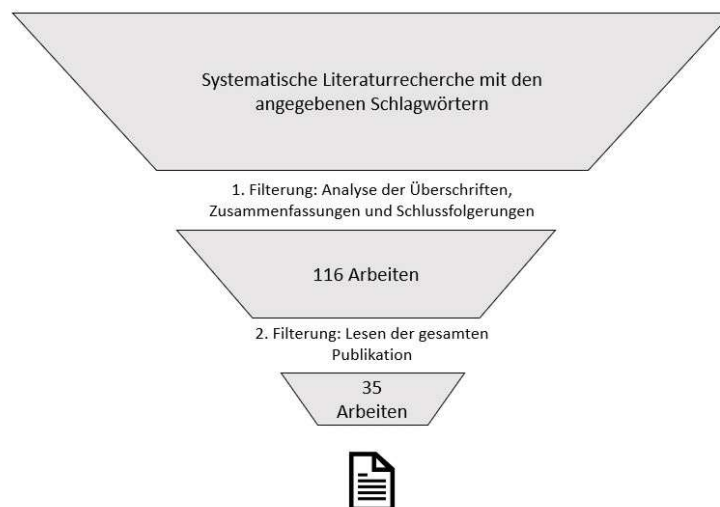 Systematische Literaturrecherche mit den
angegebenen Schlagwörtern
1. Filterung: Analyse der Überschriften,
Zusammenfassungen und Schlussfolgerungen
116 Arbeiten
2. Filterung: Lesen der gesamten
Publikation
35
Arbeiten